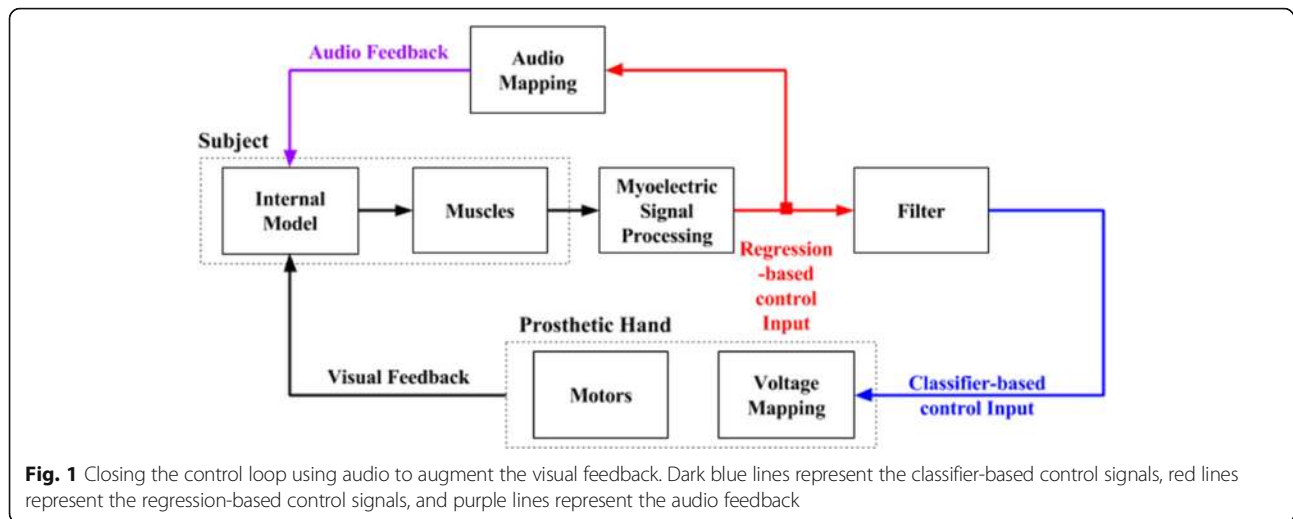 Audio Feedback
Audio
Mapping
Subject
Internal
Model
Muscles
Myoelectric
Signal
Processing
Filter
Regression
-based
control
Input
Prosthetic Hand
Visual Feedback
Motors
Voltage
Mapping
Classifier-based
control Input
Fig. 1 Closing the control loop using audio to augment the visual feedback. Dark blue lines represent the classifier-based control signals, red lines
represent the regression-based control signals, and purple lines represent the audio feedback